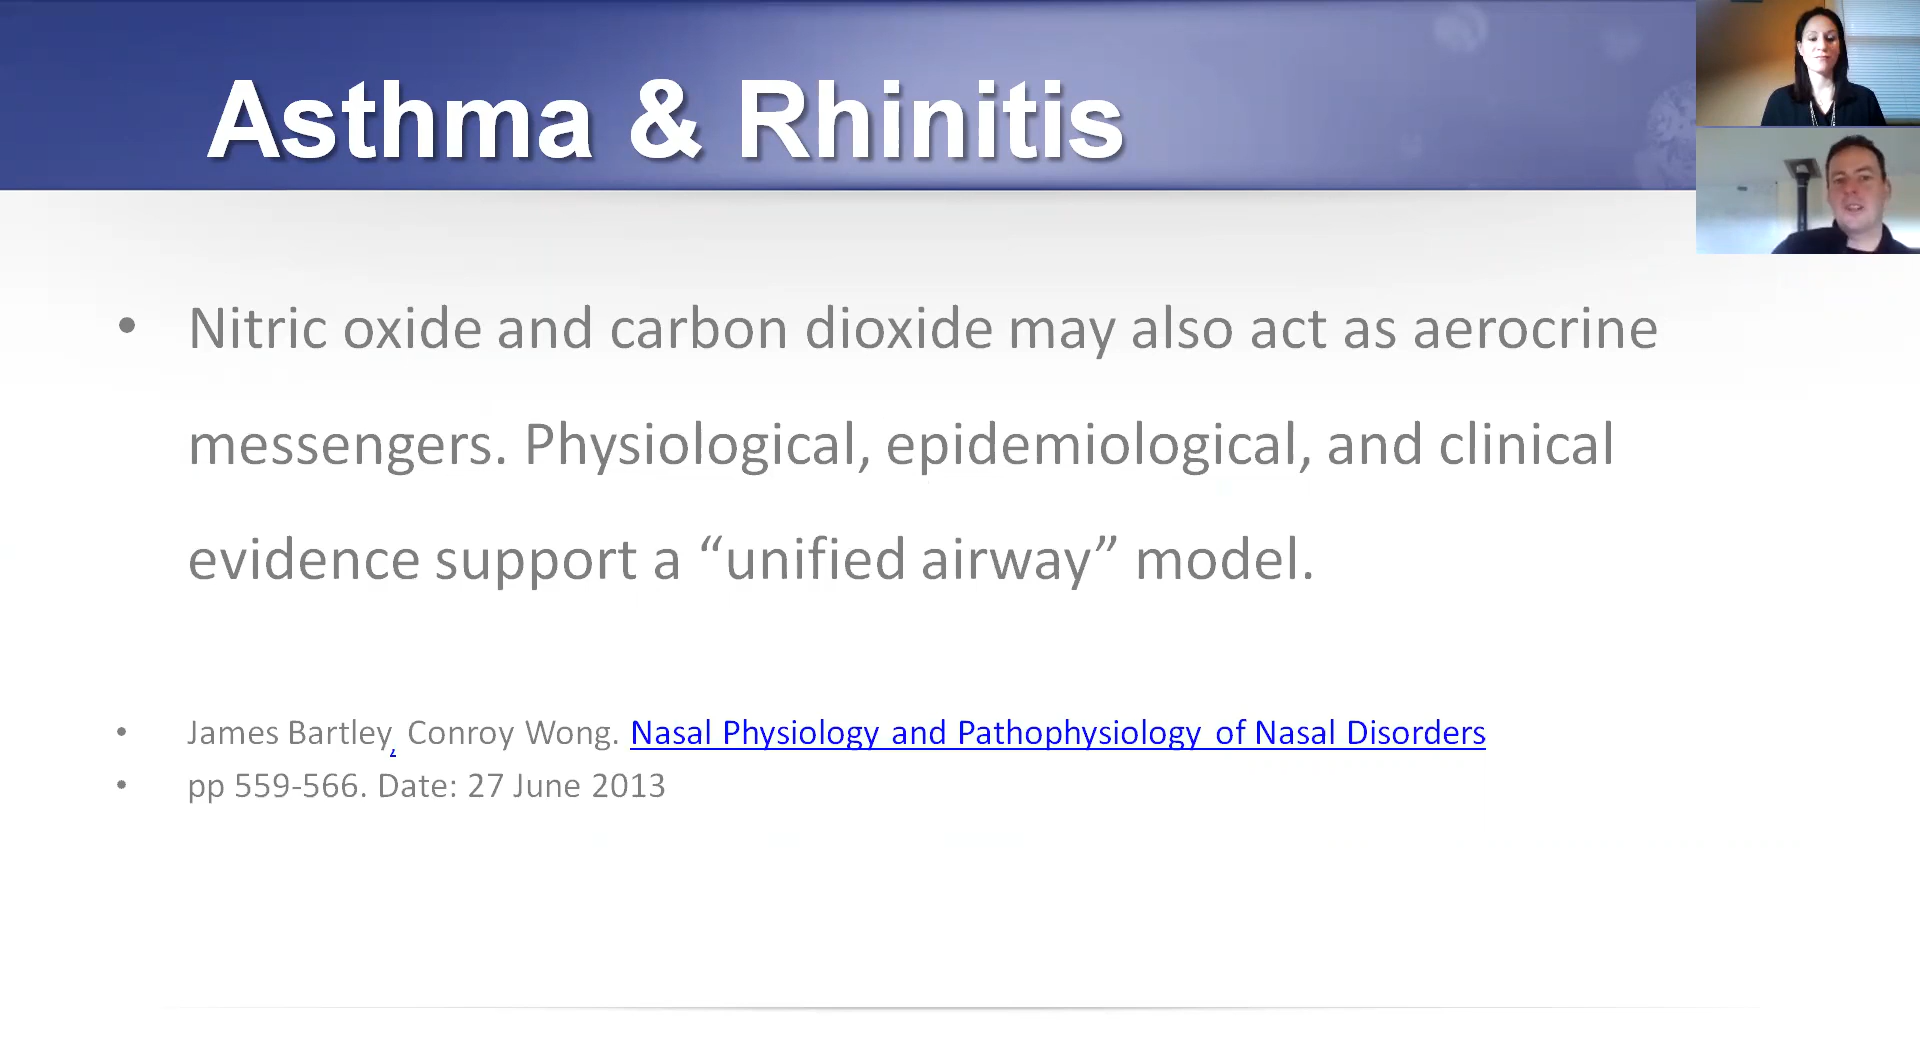 Asthma & Rhinitis
• Nitric oxide and carbon dioxide may also act as aerocrine
messengers. Physiological, epidemiological, and clinical
evidence support a “unified airway” model.
• James Bartley, Conroy Wong. Nasal Physiology and Pathophysiology of Nasal Disorders
• pp 559-566. Date: 27 June 2013